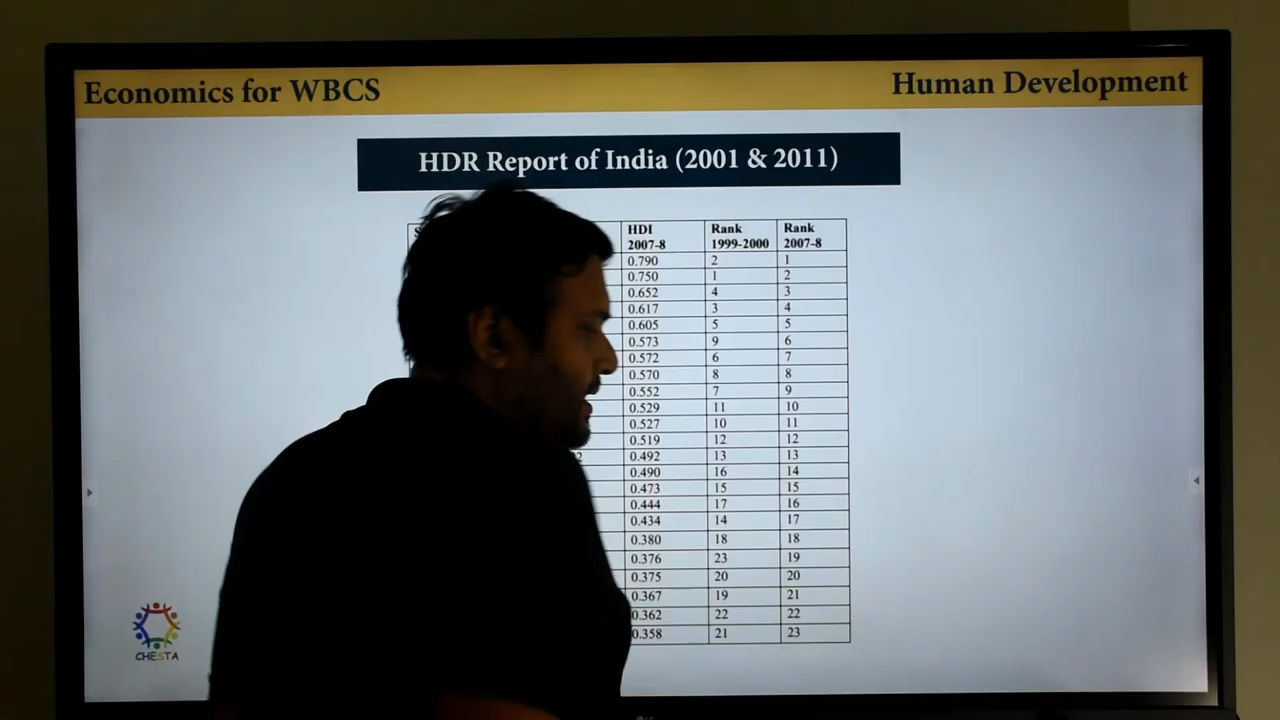 Economics for WBCS
Human Development
HDR Report of India (2001 & 2011)
HDI 2007-8 Rank 1999-2000 Rank 2007-8
0.790 2 1
0.750 1 2
0.652 4 3
0.617 3 4
0.605 5 5
0.573 9 6
0.572 6 7
0.570 8 8
0.552 7 9
0.529 11 10
0.527 10 11
0.519 12 12
0.492 13 13
0.490 16 14
0.473 15 15
0.444 17 16
0.434 14 17
0.380 18 18
0.376 23 19
0.375 20 20
0.367 19 21
0.362 22 22
0.358 21 23
CHESTA